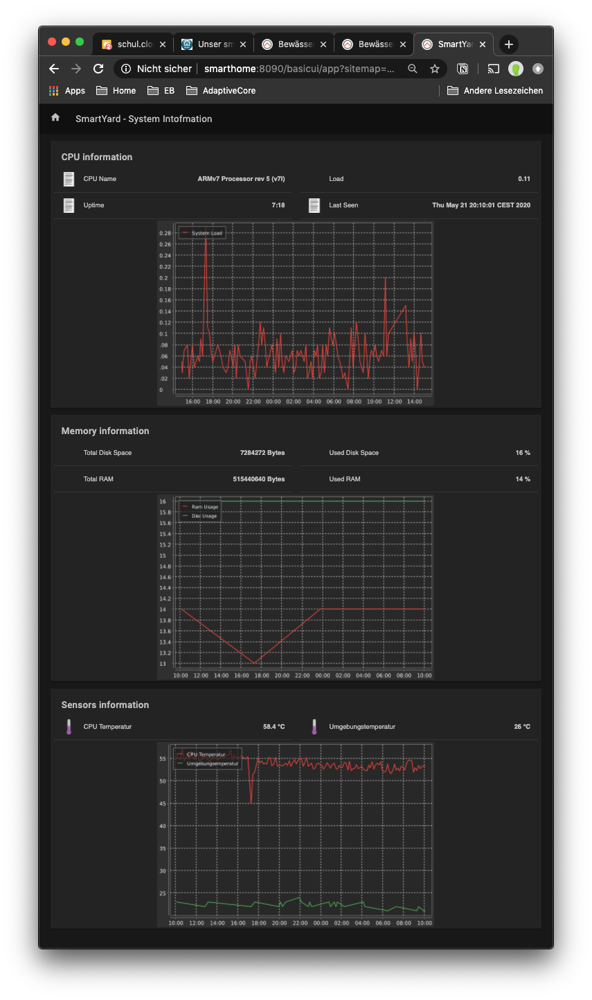 schul.clo
Unser sm
Bewässer
Bewässe
SmartYar
Nicht sicher
smarthome:8090/basicui/app?sitemap=...
Apps
Home
EB
AdaptiveCore
Andere Lesezeichen
SmartYard - System Intofmation
CPU information
CPU Name ARMv7 Processor rev 5 (v7l)
Load 0.11
Uptime 7:18
Last Seen Thu May 21 20:10:01 CEST 2020
System Load
0.28
0.26
0.24
0.22
0.2
0.18
0.16
0.14
0.12
0.1
.08
.06
.04
.02
0
16:00 18:00 20:00 22:00 00:00 02:00 04:00 06:00 08:00 10:00 12:00 14:00
Memory information
Total Disk Space 7284272 Bytes
Used Disk Space 16 %
Total RAM 515440640 Bytes
Used RAM 14 %
Ram Usage
Disc Usage
16
15.8
15.6
15.4
15.2
15
14.8
14.6
14.4
14.2
14
13.8
13.6
13.4
13.2
13
10:00 12:00 14:00 16:00 18:00 20:00 22:00 00:00 02:00 04:00 06:00 08:00 10:00
Sensors information
CPU Temperatur 58.4 °C
Umgebungstemperatur 26 °C
CPU Temperatur
Umgebungsemperatur
55
50
45
40
35
30
25
10:00 12:00 14:00 16:00 18:00 20:00 22:00 00:00 02:00 04:00 06:00 08:00 10:00